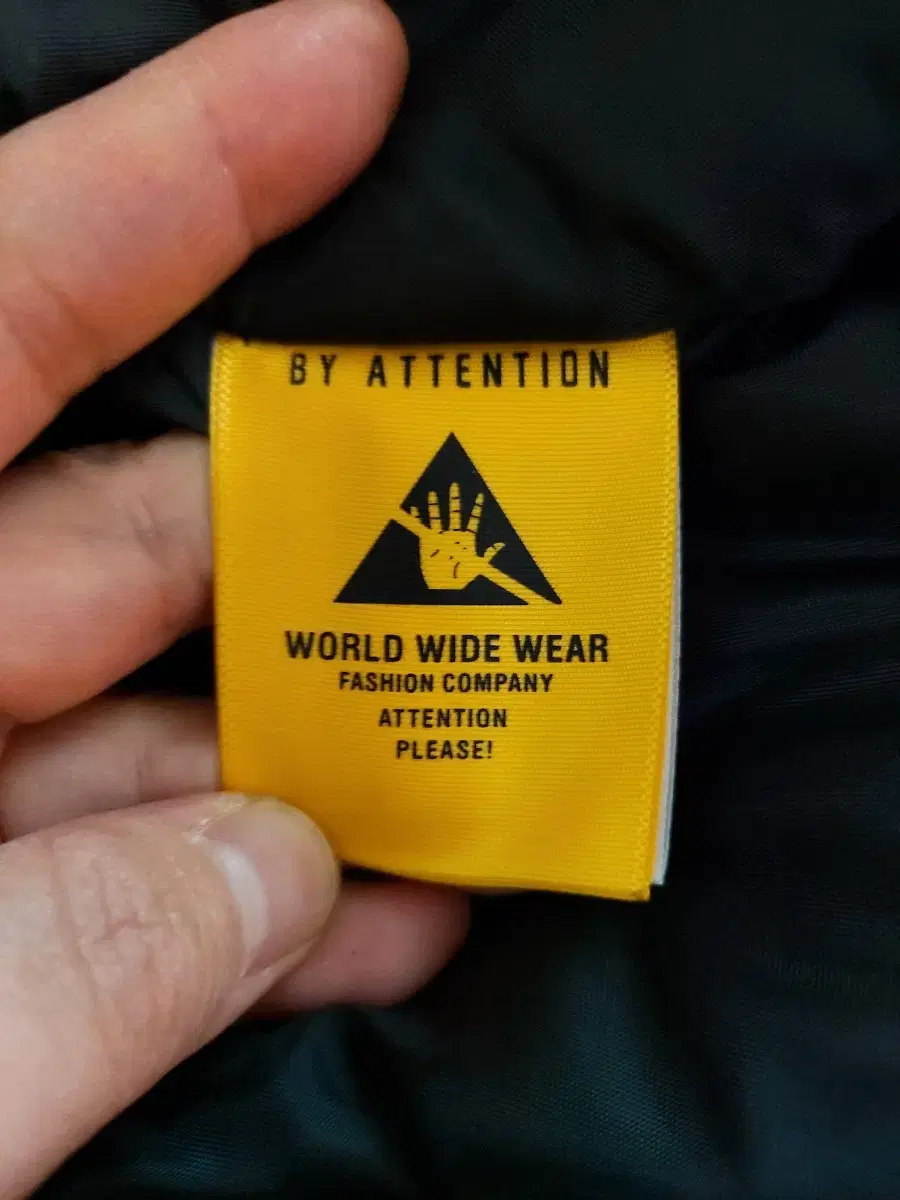 BY ATTENTION
WORLD WIDE WEAR
FASHION COMPANY
ATTENTION
PLEASE!